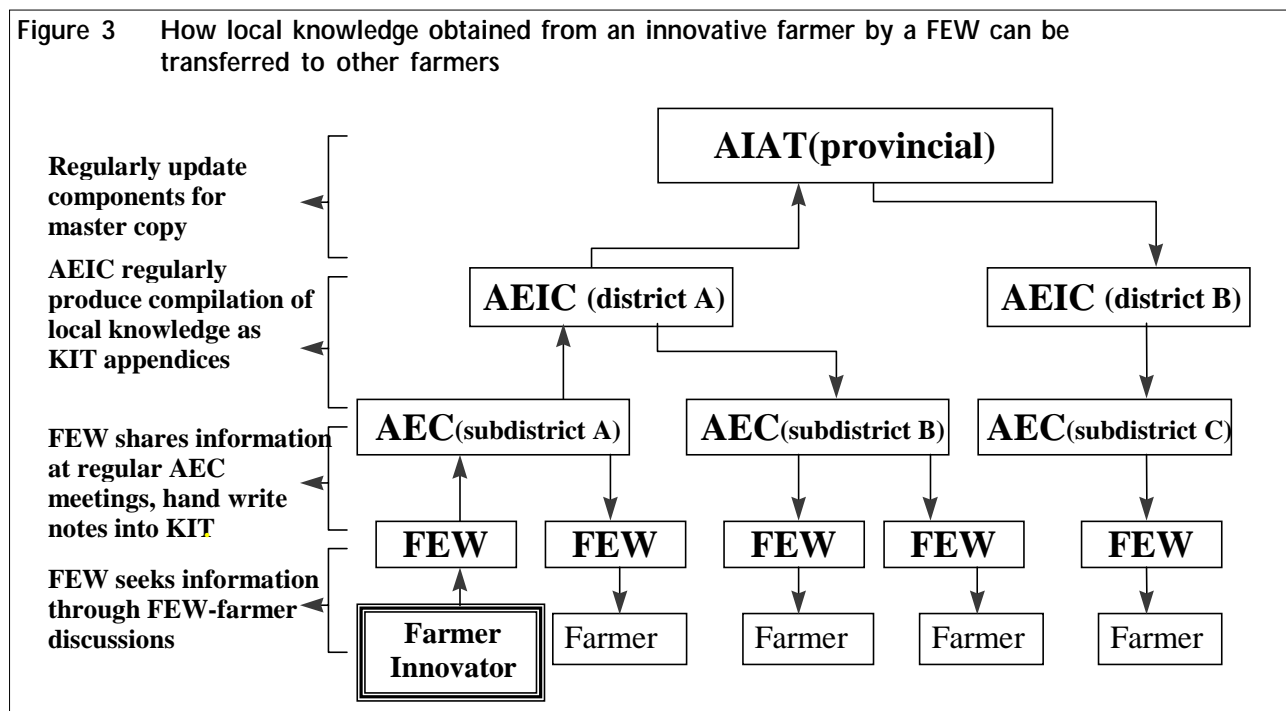 Figure 3 How local knowledge obtained from an innovative farmer by a FEW can be
transferred to other farmers
AIAT(provincial)
Regularly update
components for
master copy
AEIC regularly
produce compilation of
local knowledge as
KIT appendices
AEIC (district A)
AEIC (district B)
FEW shares information
at regular AEC
meetings, hand write
notes into KIT.
AEC(subdistrict A)
AEC(subdistrict B)
AEC(subdistrict C)
FEW
FEW
FEW
FEW
FEW
FEW seeks information
through FEW-farmer
discussions
Farmer
Innovator
Farmer
Farmer
Farmer
Farmer